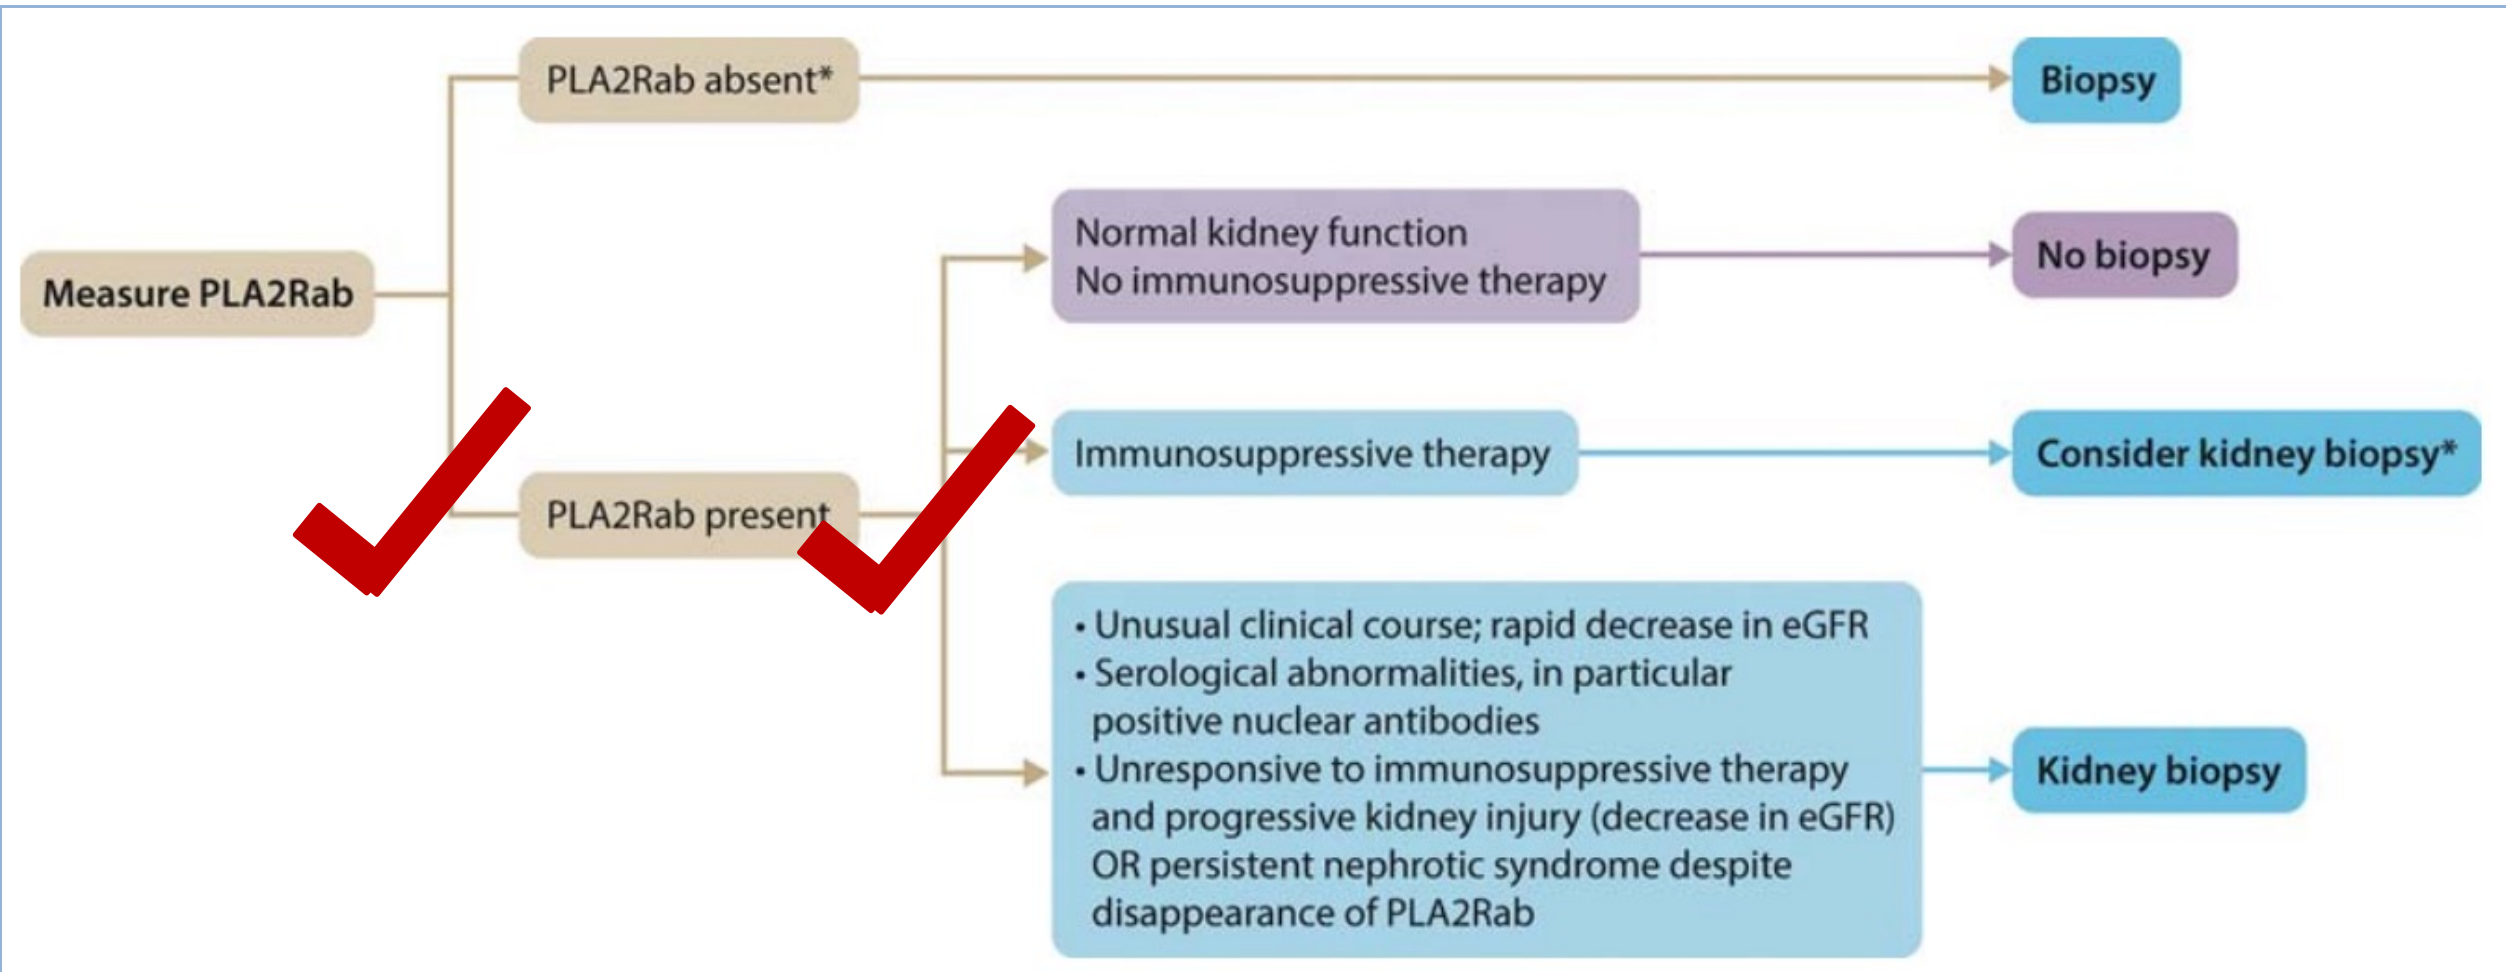 PLA2Rab absent*
Biopsy
Measure PLA2Rab
Normal kidney function
No immunosuppressive therapy
No biopsy
PLA2Rab present
Immunosuppressive therapy
Consider kidney biopsy*
• Unusual clinical course; rapid decrease in eGFR
• Serological abnormalities, in particular
positive nuclear antibodies
• Unresponsive to immunosuppressive therapy
and progressive kidney injury (decrease in eGFR)
OR persistent nephrotic syndrome despite
disappearance of PLA2Rab
Kidney biopsy